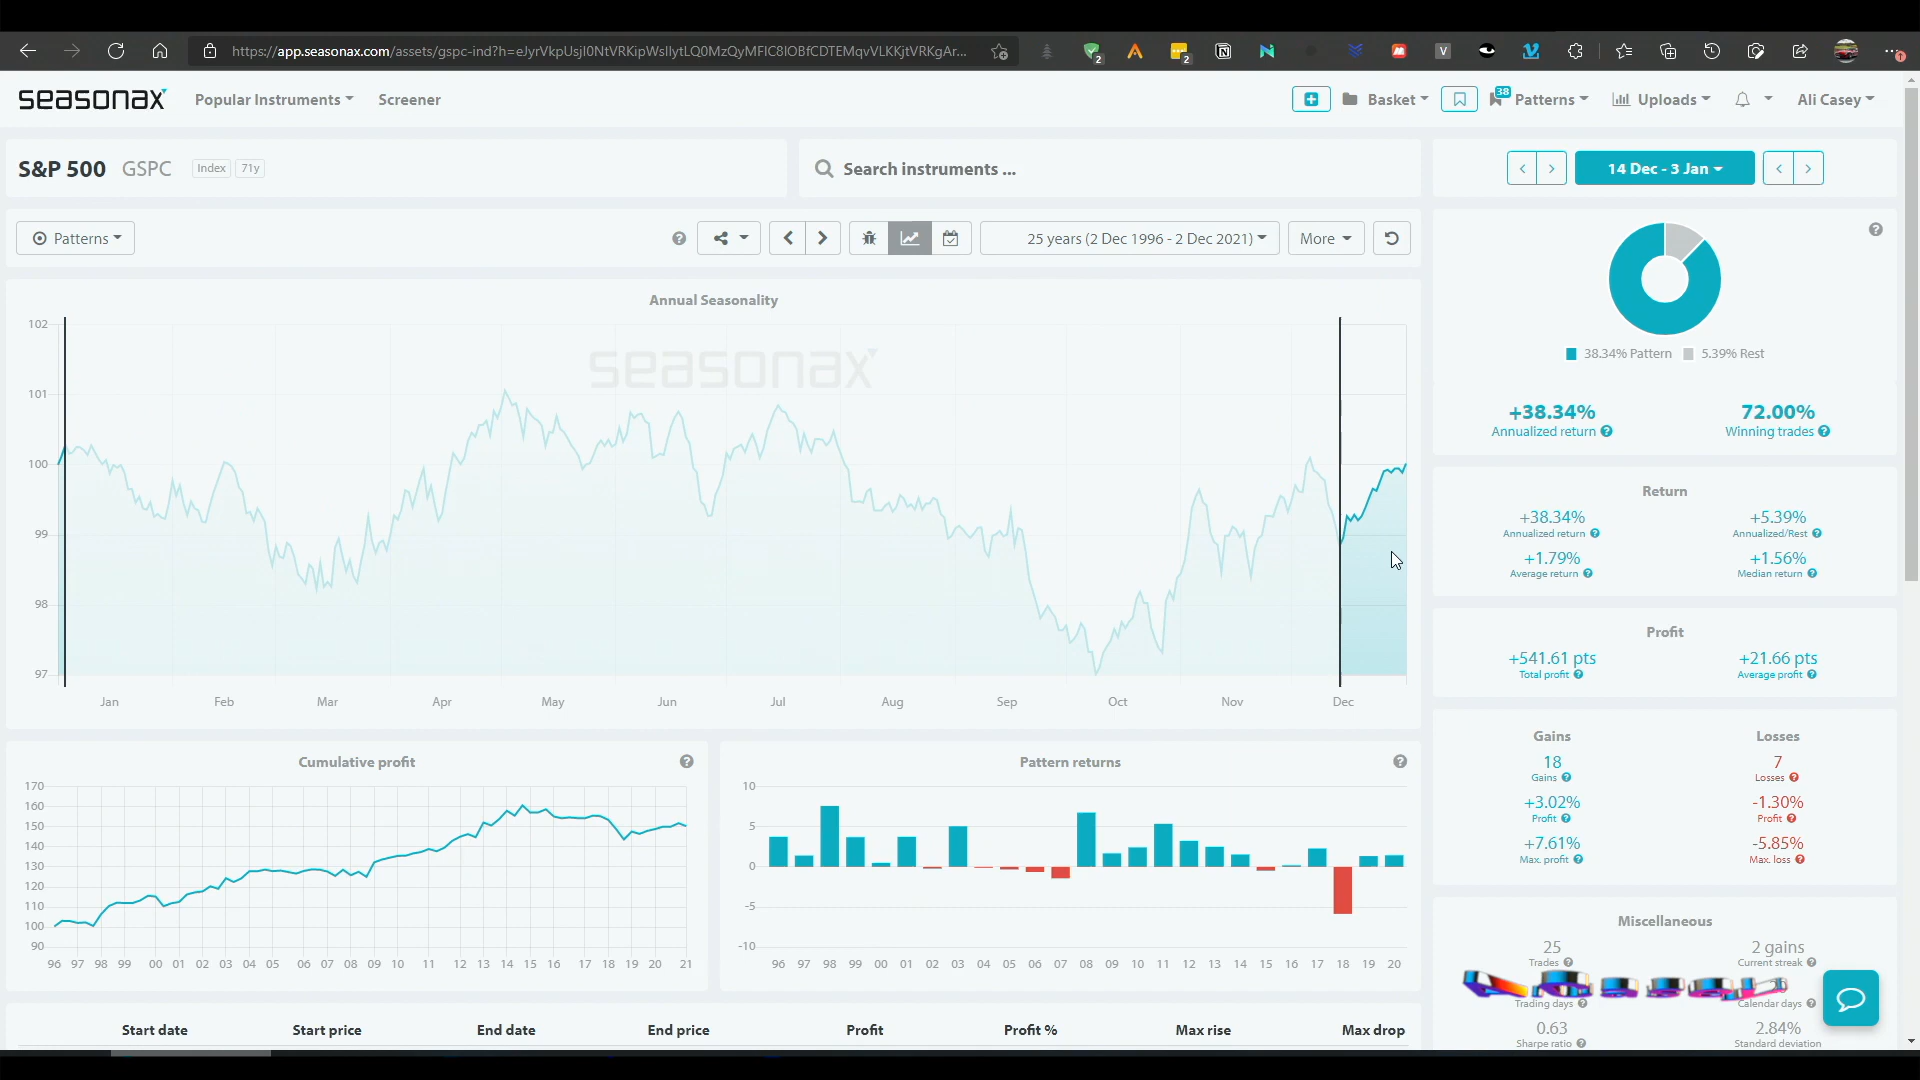 https://app.seasonax.com/assets/gspc-ind?h=eJyrVkpUsjI0NtVRKipWsIlytLQ0MzQyMFIC8IOBfCDTEMqvVLKKjtVRKgAr...
2
2
V
seasonax
Popular Instruments
Screener
Basket
38
Patterns
Uploads
Ali Casey
S&P 500 GSPC Index 71y
Search instruments ...
14 Dec - 3 Jan
Patterns
25 years (2 Dec 1996 - 2 Dec 2021)
More
Annual Seasonality
seasonax
102
101
100
99
98
97
Jan Feb Mar Apr May Jun Jul Aug Sep Oct Nov Dec
38.34% Pattern 5.39% Rest
+38.34% 72.00%
Annualized return Winning trades
Return
+38.34% +5.39%
Annualized return Annualized/Rest
+1.79% +1.56%
Average return Median return
Profit
+541.61 pts +21.66 pts
Total profit Average profit
Gains Losses
18 7
Gains Losses
+3.02% -1.30%
Profit Profit
+7.61% -5.85%
Max. profit Max. loss
Miscellaneous
25 2 gains
Trades Current streak
Trading days Calendar days
0.63 2.84%
Sharpe ratio Standard deviation
Cumulative profit
170
160
150
140
130
120
110
100
90
96 97 98 99 00 01 02 03 04 05 06 07 08 09 10 11 12 13 14 15 16 17 18 19 20 21
Pattern returns
10
5
0
-5
-10
96 97 98 99 00 01 02 03 04 05 06 07 08 09 10 11 12 13 14 15 16 17 18 19 20
Start date Start price End date End price Profit Profit % Max rise Max drop